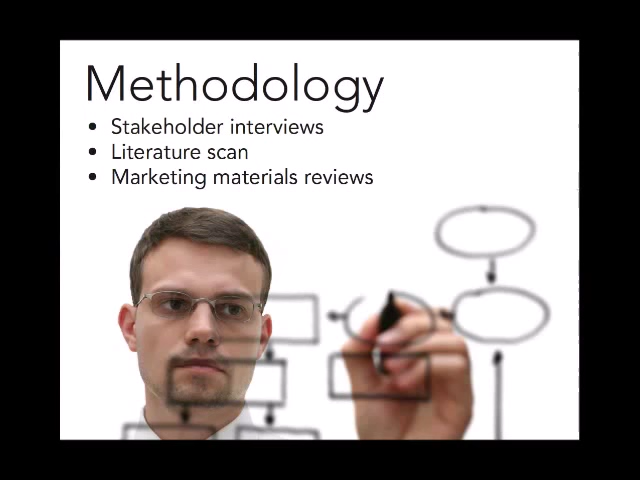 Methodology
• Stakeholder interviews
• Literature scan
• Marketing materials reviews